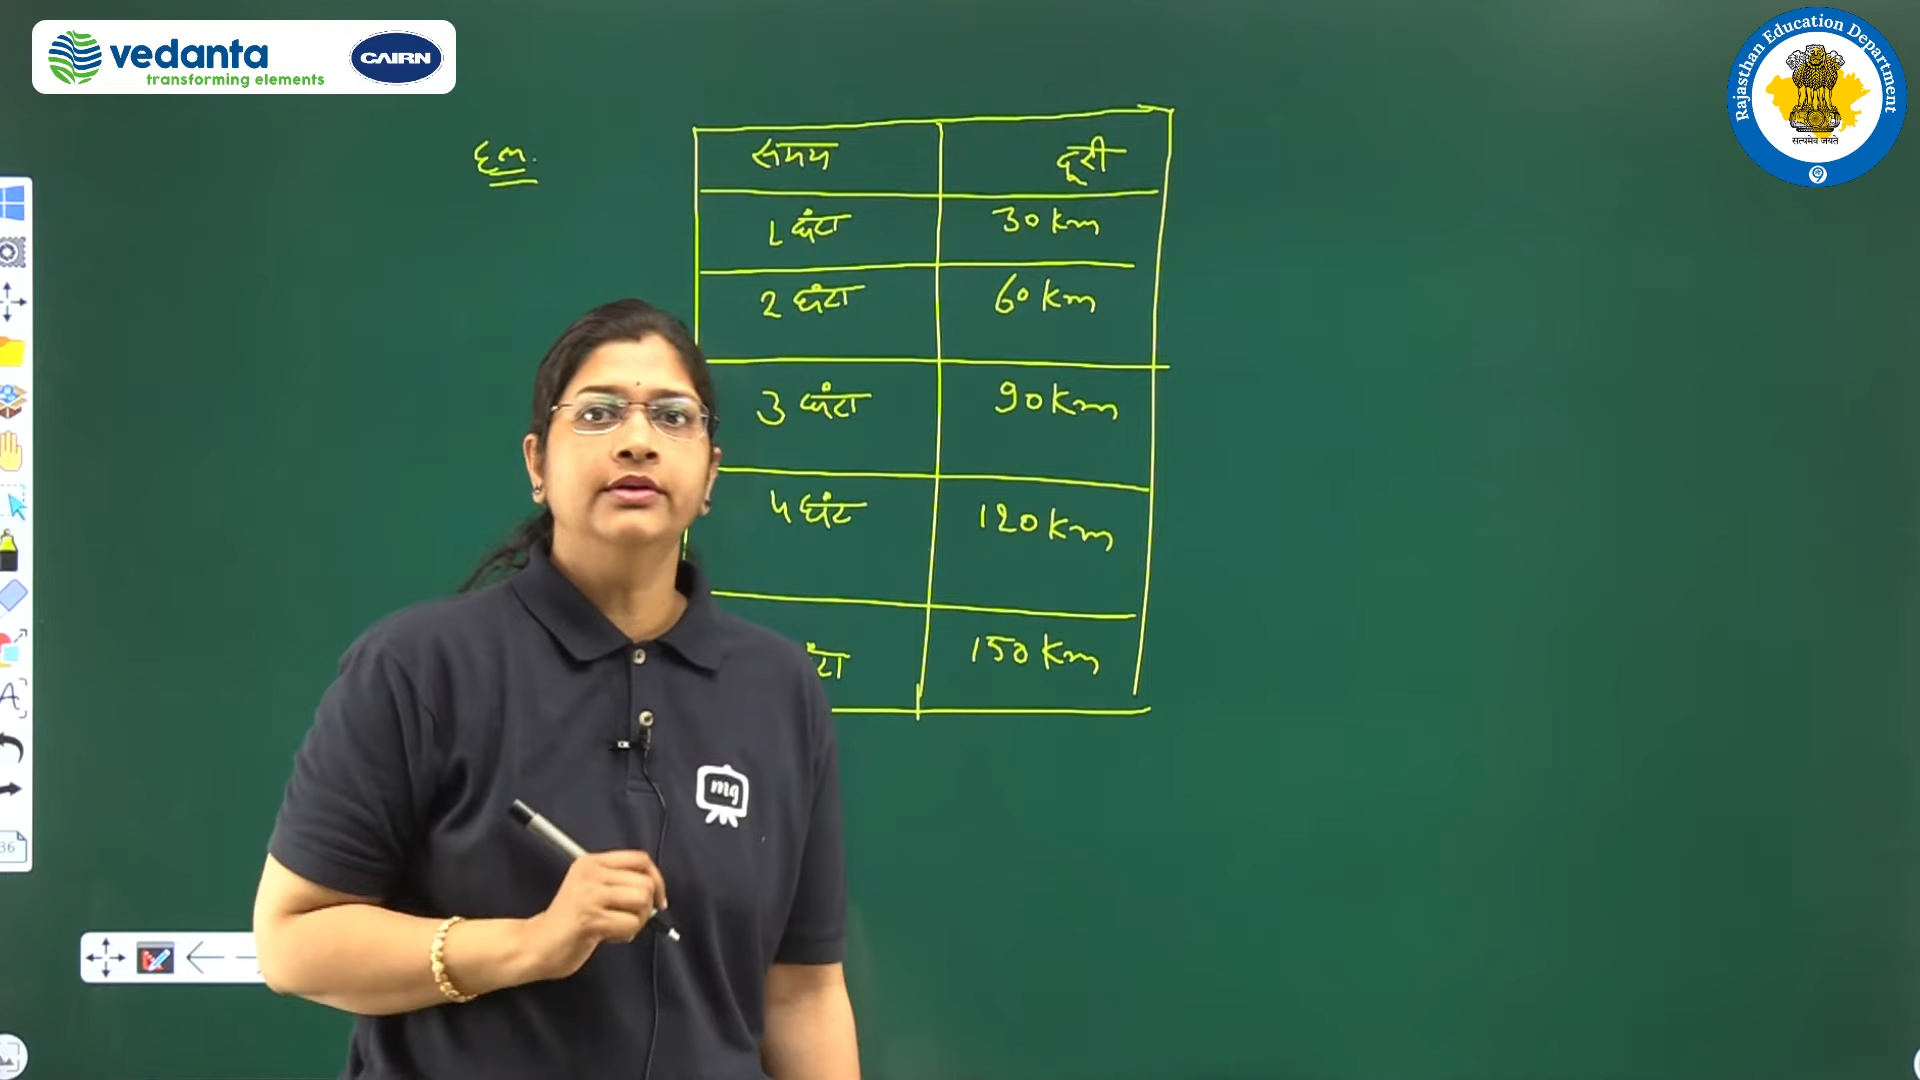 vedanta
transforming elements
CAIRN
Rajasthan Education Department
सत्यमेव जयते
हल.
समय दूरी
1 घंटा 30 km
2 घंटा 60 km
3 घंटा 90 km
4 घंट 120 km
घंटा 150 km
mg
36